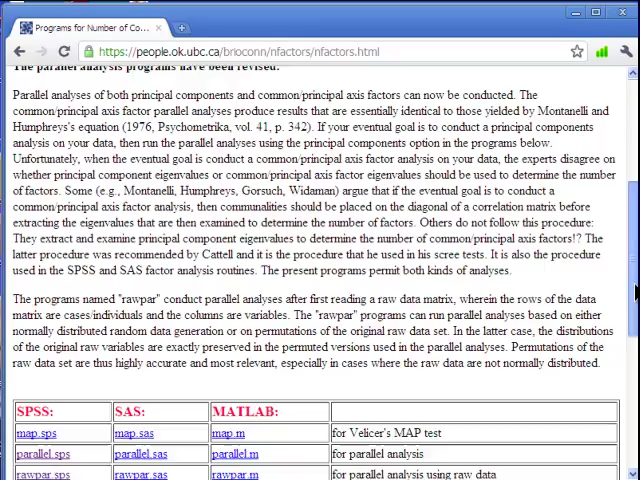 Programs for Number of Co...
https://people.ok.ubc.ca/brioconn/nfactors/nfactors.html
The parallel analysis programs have been revised.
Parallel analyses of both principal components and common/principal axis factors can now be conducted. The
common/principal axis factor parallel analyses produce results that are essentially identical to those yielded by Montanelli and
Humphreys's equation (1976, Psychometrika, vol. 41, p. 342). If your eventual goal is to conduct a principal components
analysis on your data, then run the parallel analyses using the principal components option in the programs below.
Unfortunately, when the eventual goal is conduct a common/principal axis factor analysis on your data, the experts disagree on
whether principal component eigenvalues or common/principal axis factor eigenvalues should be used to determine the number
of factors. Some (e.g., Montanelli, Humphreys, Gorsuch, Widaman) argue that if the eventual goal is to conduct a
common/principal axis factor analysis, then communalities should be placed on the diagonal of a correlation matrix before
extracting the eigenvalues that are then examined to determine the number of factors. Others do not follow this procedure:
They extract and examine principal component eigenvalues to determine the number of common/principal axis factors!? The
latter procedure was recommended by Cattell and it is the procedure that he used in his scree tests. It is also the procedure
used in the SPSS and SAS factor analysis routines. The present programs permit both kinds of analyses.
The programs named "rawpar" conduct parallel analyses after first reading a raw data matrix, wherein the rows of the data
matrix are cases/individuals and the columns are variables. The "rawpar" programs can run parallel analyses based on either
normally distributed random data generation or on permutations of the original raw data set. In the latter case, the distributions
of the original raw variables are exactly preserved in the permuted versions used in the parallel analyses. Permutations of the
raw data set are thus highly accurate and most relevant, especially in cases where the raw data are not normally distributed.
SPSS: SAS: MATLAB:
map.sps map.sas map.m for Velicer's MAP test
parallel.sps parallel.sas parallel.m for parallel analysis
rawpar.sps rawpar.sas rawpar.m for parallel analysis using raw data